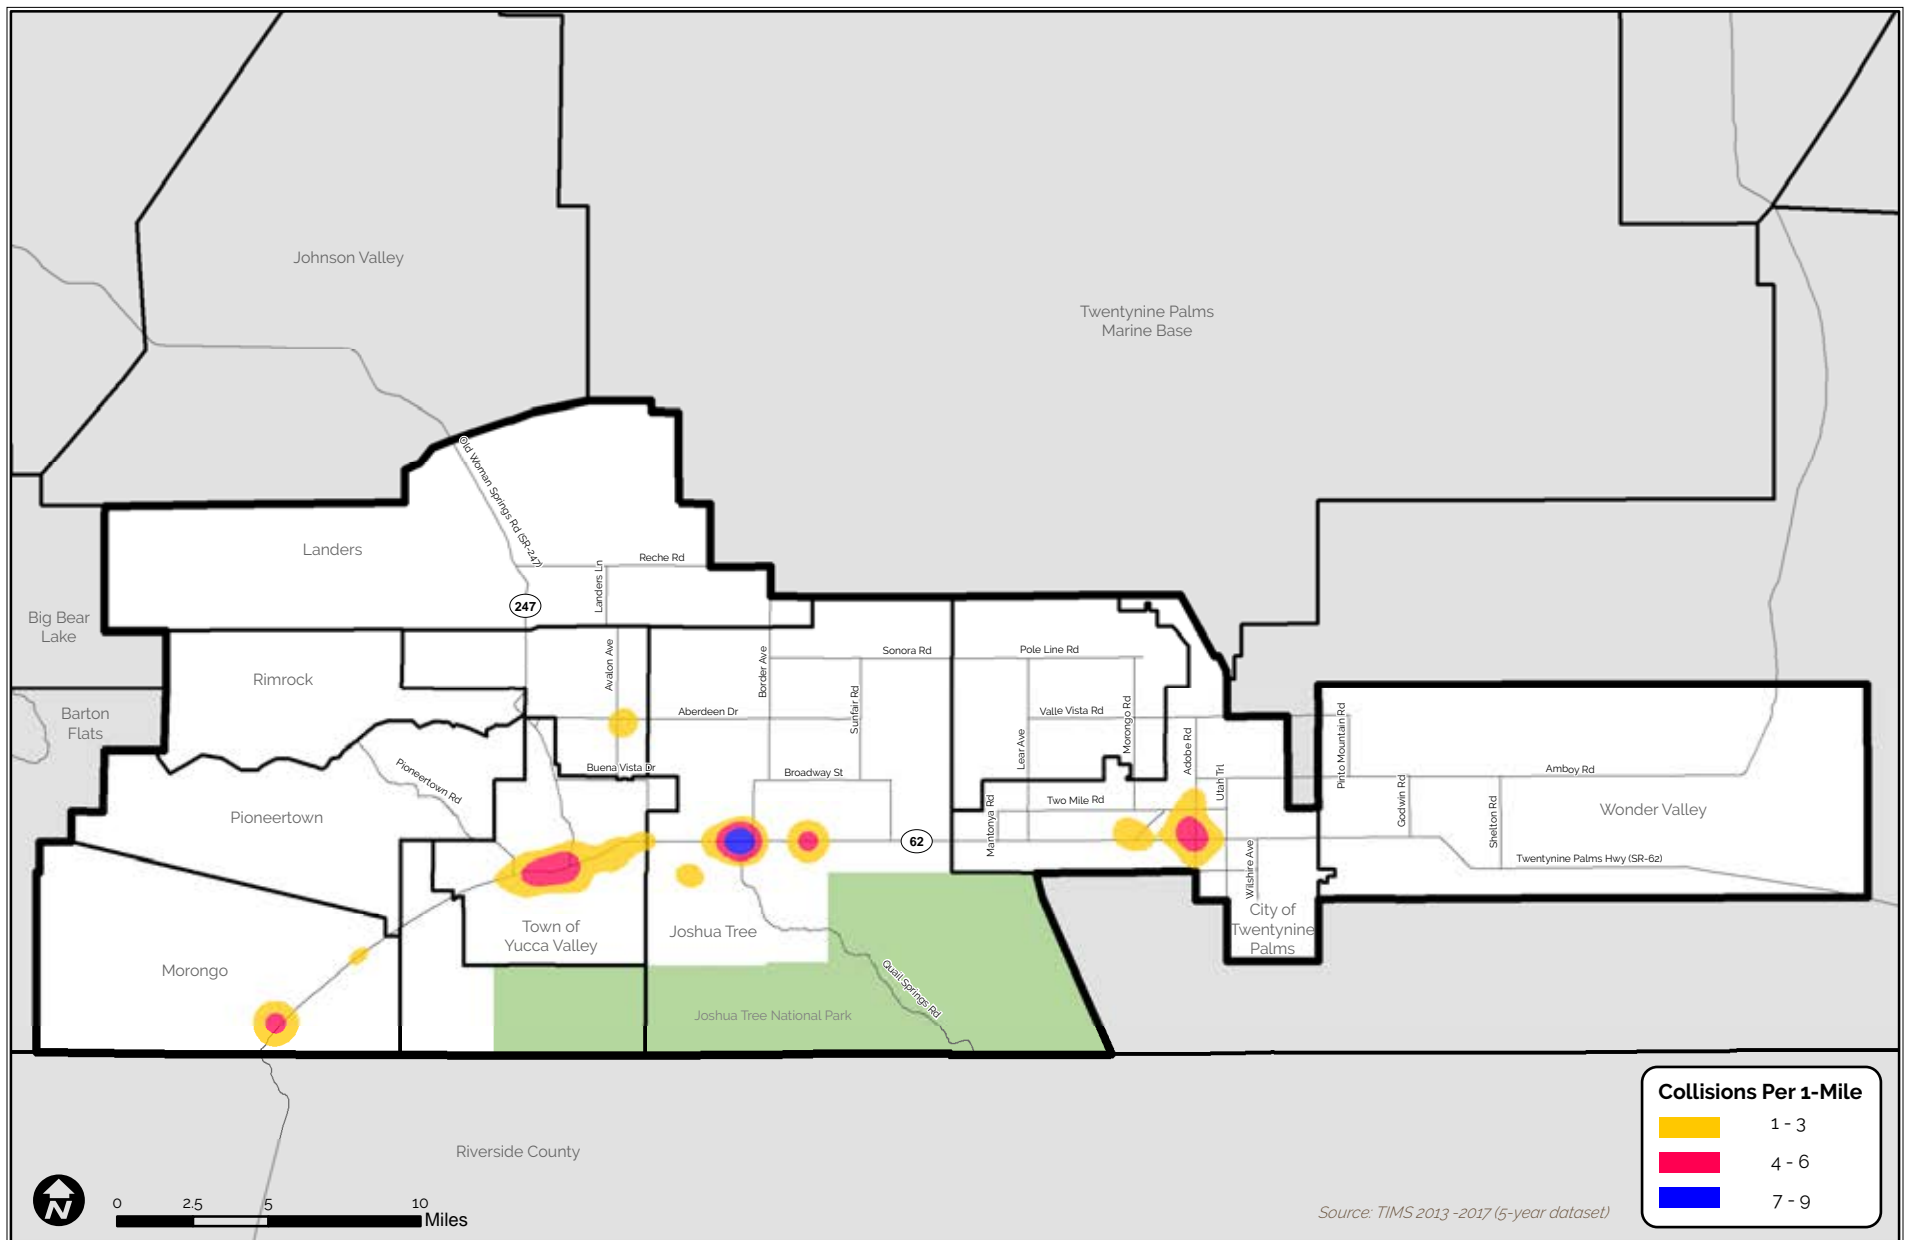 Johnson Valley
Twentynine Palms
Marine Base
Old Woman Springs Rd (SR-247)
Landers
Reche Rd
Landers Ln
247
Big Bear
Lake
Rimrock
Avalon Ave
Border Ave
Sonora Rd
Pole Line Rd
Barton
Flats
Aberdeen Dr
Sunfair Rd
Valle Vista Rd
Lear Ave
Morongo Rd
Adobe Rd
Utah Trl
Pinto Mountain Rd
Pioneertown Rd
Buena Vista Dr
Broadway St
Amboy Rd
Pioneertown
Mantonya Rd
Two Mile Rd
Godwin Rd
Shelton Rd
Wonder Valley
62
Wilshire Ave
Twentynine Palms Hwy (SR-62)
Town of
Yucca Valley
Joshua Tree
City of
Twentynine
Palms
Morongo
Quail Springs Rd
Joshua Tree National Park
Riverside County
N
0 2.5 5 10
Miles
Source: TIMS 2013 -2017 (5-year dataset)
Collisions Per 1-Mile
1 - 3
4 - 6
7 - 9